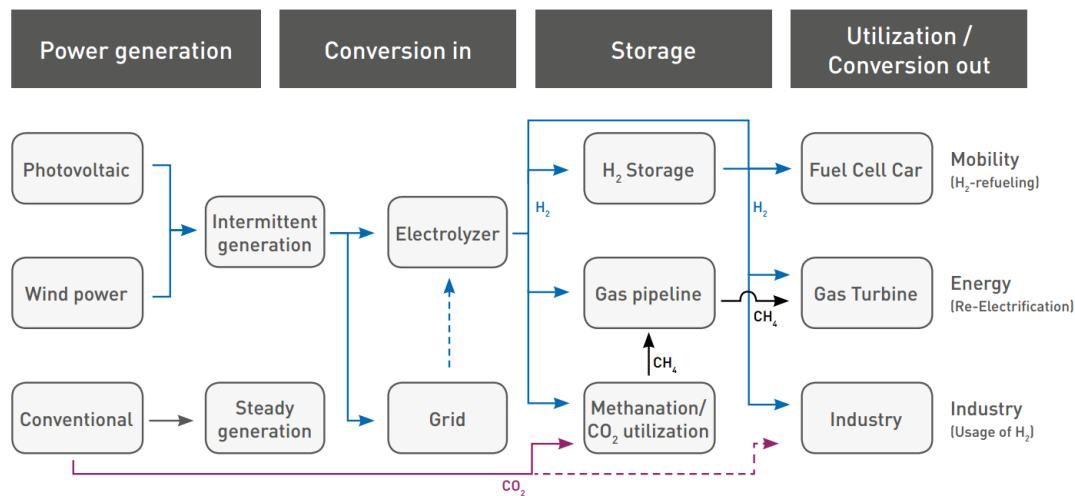 Power generation
Conversion in
Storage
Utilization /
Conversion out
Photovoltaic
Wind power
Conventional
Intermittent
generation
Steady
generation
Electrolyzer
Grid
H₂
H₂ Storage
Gas pipeline
CH₄
Methanation/
CO₂ utilization
CO₂
H₂
CH₄
Fuel Cell Car
Mobility
(H₂-refueling)
Gas Turbine
Energy
(Re-Electrification)
Industry
Industry
(Usage of H₂)